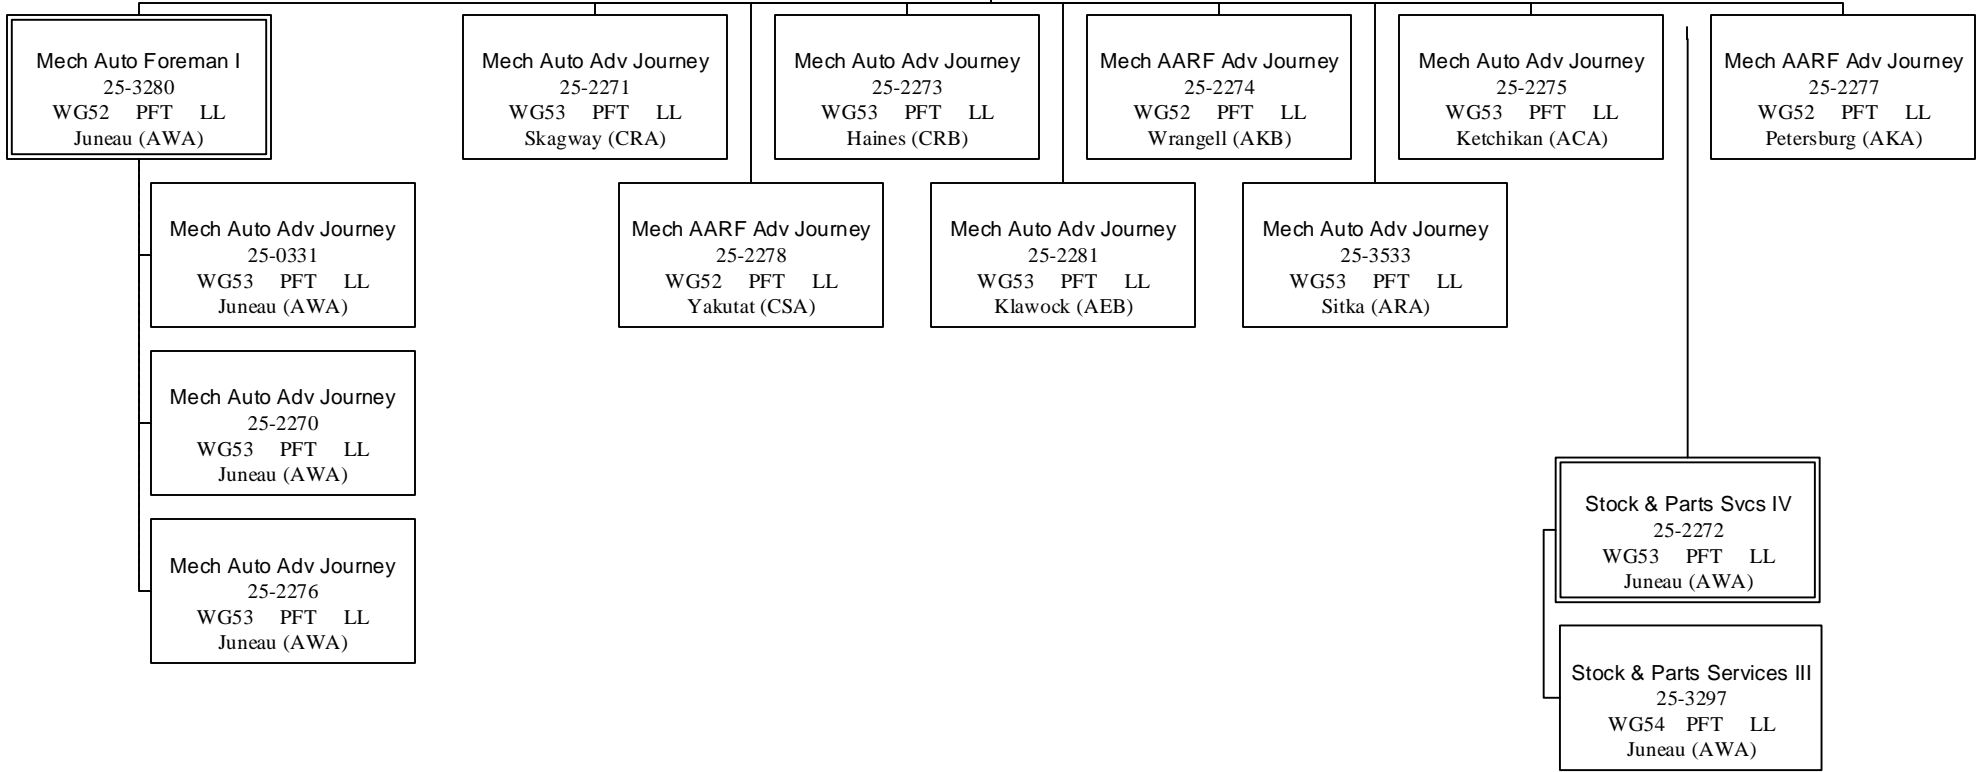 Mech Auto Foreman I
25-3280
WG52 PFT LL
Juneau (AWA)
Mech Auto Adv Journey
25-2271
WG53 PFT LL
Skagway (CRA)
Mech Auto Adv Journey
25-2273
WG53 PFT LL
Haines (CRB)
Mech AARF Adv Journey
25-2274
WG52 PFT LL
Wrangell (AKB)
Mech Auto Adv Journey
25-2275
WG53 PFT LL
Ketchikan (ACA)
Mech AARF Adv Journey
25-2277
WG52 PFT LL
Petersburg (AKA)
Mech Auto Adv Journey
25-0331
WG53 PFT LL
Juneau (AWA)
Mech AARF Adv Journey
25-2278
WG52 PFT LL
Yakutat (CSA)
Mech Auto Adv Journey
25-2281
WG53 PFT LL
Klawock (AEB)
Mech Auto Adv Journey
25-3533
WG53 PFT LL
Sitka (ARA)
Mech Auto Adv Journey
25-2270
WG53 PFT LL
Juneau (AWA)
Mech Auto Adv Journey
25-2276
WG53 PFT LL
Juneau (AWA)
Stock & Parts Svcs IV
25-2272
WG53 PFT LL
Juneau (AWA)
Stock & Parts Services III
25-3297
WG54 PFT LL
Juneau (AWA)